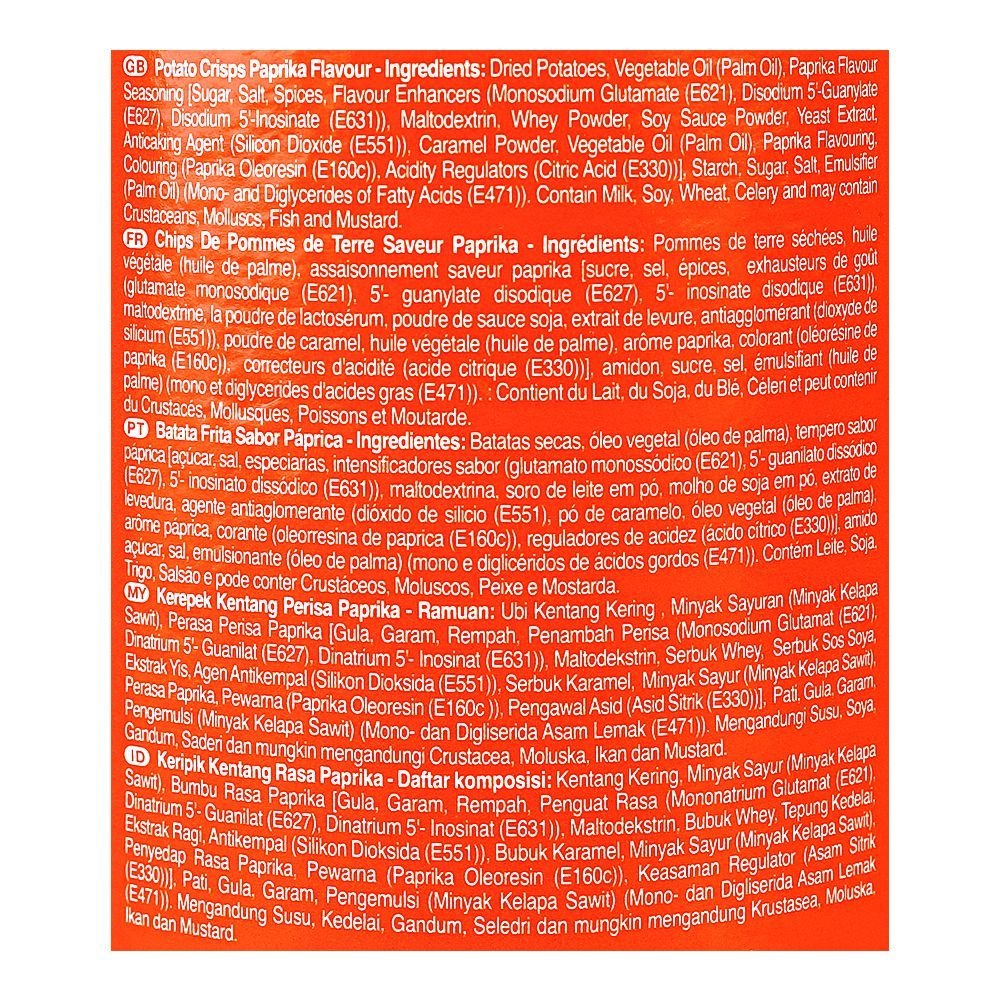 GB Potato Crisps Paprika Flavour - Ingredients: Dried Potatoes, Vegetable Oil (Palm Oil), Paprika Flavour
Seasoning [Sugar, Salt, Spices, Flavour Enhancers (Monosodium Glutamate (E621), Disodium 5'-Guanylate
(E627), Disodium 5'-Inosinate (E631)), Maltodextrin, Whey Powder, Soy Sauce Powder, Yeast Extract,
Anticaking Agent (Silicon Dioxide (E551)), Caramel Powder, Vegetable Oil (Palm Oil), Paprika Flavouring,
Colouring (Paprika Oleoresin (E160c)), Acidity Regulators (Citric Acid (E330))], Starch, Sugar, Salt, Emulsifier
(Palm Oil) (Mono- and Diglycerides of Fatty Acids (E471)). Contain Milk, Soy, Wheat, Celery and may contain
Crustaceans, Molluscs, Fish and Mustard.
FR Chips De Pommes de Terre Saveur Paprika - Ingrédients: Pommes de terre séchées, huile
végétale (huile de palme), assaisonnement saveur paprika [sucre, sel, épices, exhausteurs de goût
(glutamate monosodique (E621), 5'- guanylate disodique (E627), 5'- inosinate disodique (E631)),
maltodextrine, la poudre de lactosérum, poudre de sauce soja, extrait de levure, antiagglomérant (dioxyde de
silicium (E551)), poudre de caramel, huile végétale (huile de palme), arôme paprika, colorant (oléorésine de
paprika (E160c)), correcteurs d'acidité (acide citrique (E330))], amidon, sucre, sel, émulsifiant (huile de
palme) (mono et diglycerides d'acides gras (E471)). : Contient du Lait, du Soja, du Blé, Céleri et peut contenir
du Crustacés, Mollusques, Poissons et Moutarde.
PT Batata Frita Sabor Páprica - Ingredientes: Batatas secas, óleo vegetal (óleo de palma), tempero sabor
paprica [açúcar, sal, especiarias, intensificadores sabor (glutamato monossódico (E621), 5'- guanilato dissódico
(E627), 5'- inosinato dissódico (E631)), maltodextrina, soro de leite em pó, molho de soja em pó, extrato de
levedura, agente antiaglomerante (dióxido de silicio (E551), pó de caramelo, óleo vegetal (óleo de palma),
arôme páprica, corante (oleorresina de paprica (E160c)), reguladores de acidez (ácido cítrico (E330))], amido
açúcar, sal, emulsionante (óleo de palma) (mono e diglicéridos de ácidos gordos (E471)). Contém Leite, Soja,
Trigo, Salsão e pode conter Crustáceos, Moluscos, Peixe e Mostarda.
MY Kerepek Kentang Perisa Paprika - Ramuan: Ubi Kentang Kering , Minyak Sayuran (Minyak Kelapa
Sawit), Perasa Perisa Paprika [Gula, Garam, Rempah, Penambah Perisa (Monosodium Glutamat (E621),
Dinatrium 5'- Guanilat (E627), Dinatrium 5'- Inosinat (E631)), Maltodekstrin, Serbuk Whey, Serbuk Sos Soya,
Ekstrak Yis, Agen Antikempal (Silikon Dioksida (E551)), Serbuk Karamel, Minyak Sayur (Minyak Kelapa Sawit),
Perasa Paprika, Pewarna (Paprika Oleoresin (E160c )), Pengawal Asid (Asid Sitrik (E330))], Pati, Gula, Garam,
Pengemulsi (Minyak Kelapa Sawit) (Mono- dan Digliserida Asam Lemak (E471)). Mengandungi Susu, Soya,
Gandum, Saderi dan mungkin mengandungi Crustacea, Moluska, Ikan dan Mustard.
ID Keripik Kentang Rasa Paprika - Daftar komposisi: Kentang Kering, Minyak Sayur (Minyak Kelapa
Sawit), Bumbu Rasa Paprika [Gula, Garam, Rempah, Penguat Rasa (Mononatrium Glutamat (E621),
Dinatrium 5'- Guanilat (E627), Dinatrium 5'- Inosinat (E631)), Maltodekstrin, Bubuk Whey, Tepung Kedelai,
Ekstrak Ragi, Antikempal (Silikon Dioksida (E551)), Bubuk Karamel, Minyak Sayur (Minyak Kelapa Sawit),
Penyedap Rasa Paprika, Pewarna (Paprika Oleoresin (E160c)), Keasaman Regulator (Asam Sitrik
(E330))], Pati, Gula, Garam, Pengemulsi (Minyak Kelapa Sawit) (Mono- dan Digliserida Asam Lemak
(E471)). Mengandung Susu, Kedelai, Gandum, Seledri dan mungkin mengandung Krustasea, Moluska,
Ikan dan Mustard.